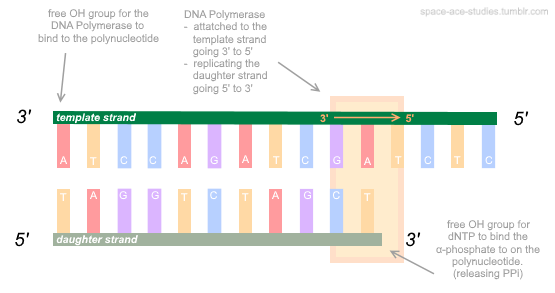 space-ace-studies.tumblr.com
free OH group for the
DNA Polymerase to
bind to the polynucleotide
DNA Polymerase
- attatched to the
template strand
going 3' to 5'
- replicating the
daughter strand
going 5' to 3'
3' template strand 3' 5' 5'
A T C C A G A T C G A T C T C
T A G G T C T A G C T
5' daughter strand 3'
free OH group for
dNTP to bind the
α-phosphate to on the
polynucleotide.
(releasing PPI)